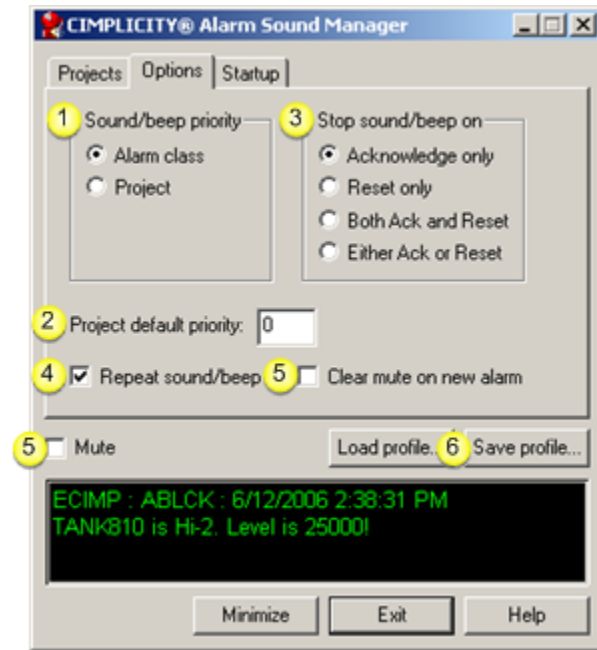 CIMPLICITY® Alarm Sound Manager
Projects Options Startup
1 Sound/beep priority
Alarm class
Project
3 Stop sound/beep on
Acknowledge only
Reset only
Both Ack and Reset
Either Ack or Reset
2 Project default priority: 0
4 Repeat sound/beep 5 Clear mute on new alarm
5 Mute Load profile.. 6 Save profile...
ECIMP : ABLCK : 6/12/2006 2:38:31 PM
TANK810 is Hi-2. Level is 25000!
Minimize Exit Help